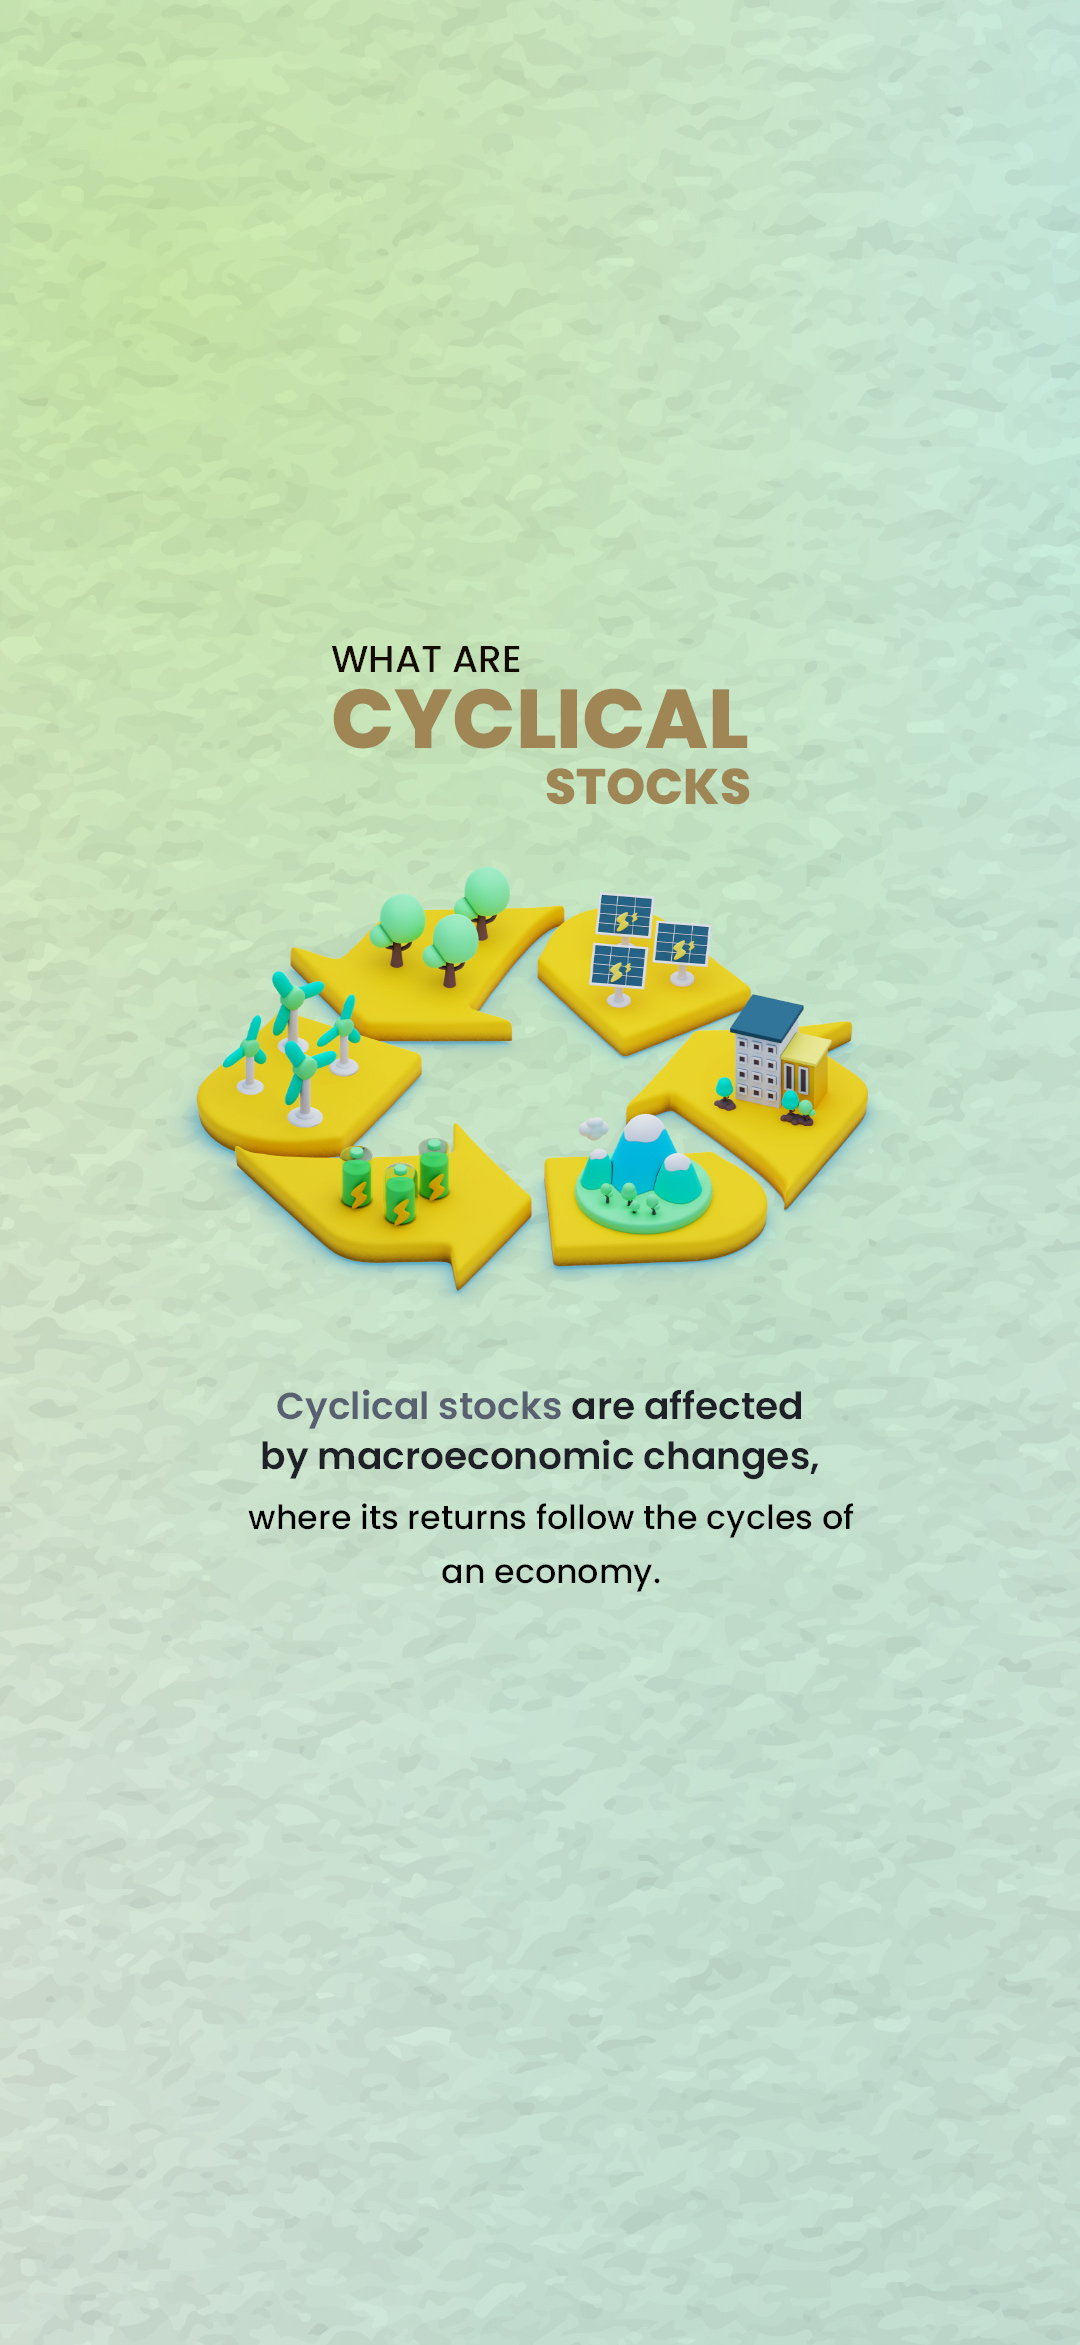 WHAT ARE
CYCLICAL
STOCKS
Cyclical stocks are affected
by macroeconomic changes,
where its returns follow the cycles of
an economy.